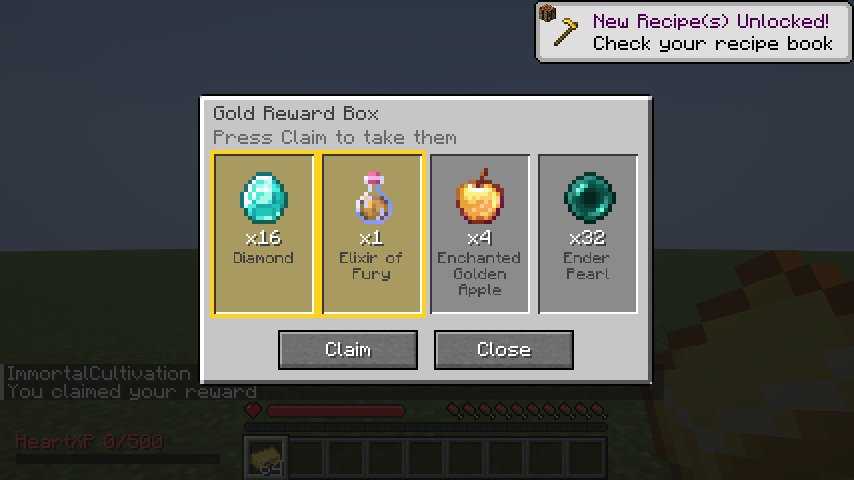 New Recipe(s) Unlocked!
Check your recipe book
Gold Reward Box
Press Claim to take them
x16
Diamond
x1
Elixir of
Fury
x4
Enchanted
Golden
Apple
x32
Ender
Pearl
Claim
Close
ImmortalCultivation
You claimed your reward
HeartXP 0/500
64